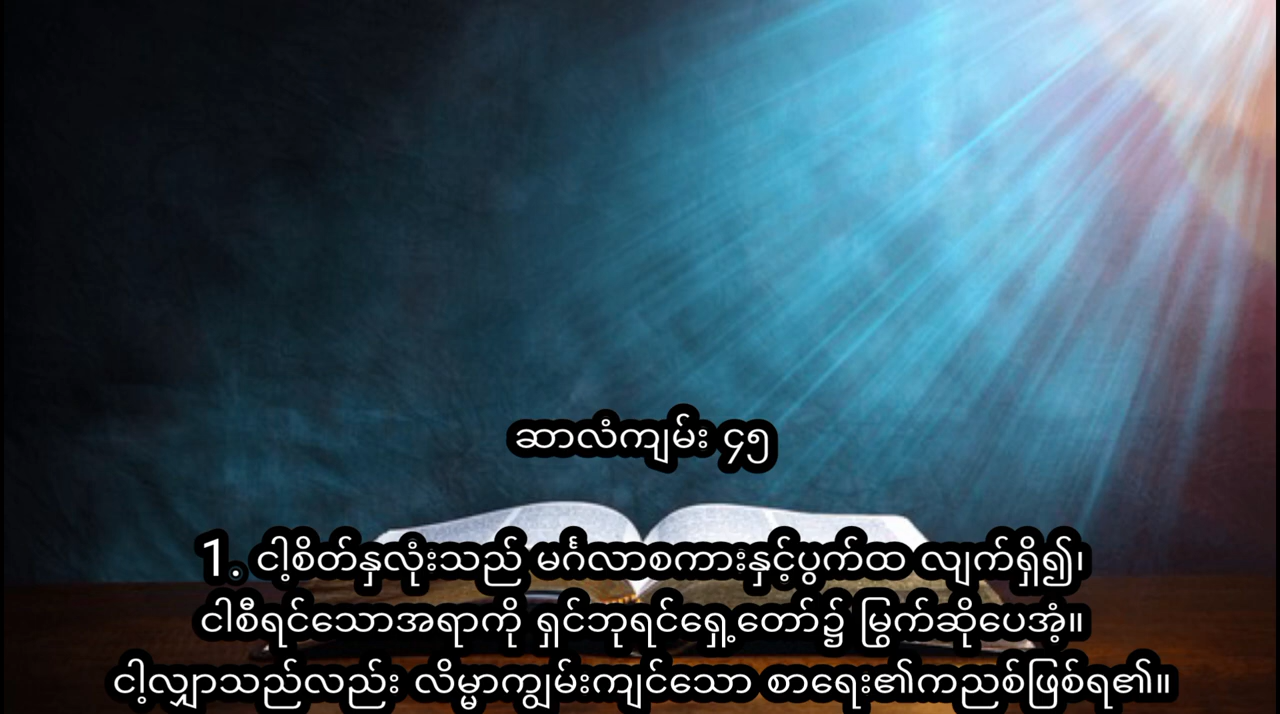 ဆာလံကျမ်း ၄၅
1. ငါ့စိတ်နှလုံးသည် မင်္ဂလာစကားနှင့်ပွက်ထ လျက်ရှိ၍၊
ငါစီရင်သောအရာကို ရှင်ဘုရင်ရှေ့တော်၌ မြွက်ဆိုပေအံ့။
ငါ့လျှာသည်လည်း လိမ္မာကျွမ်းကျင်သော စာရေး၏ကညစ်ဖြစ်ရ၏။